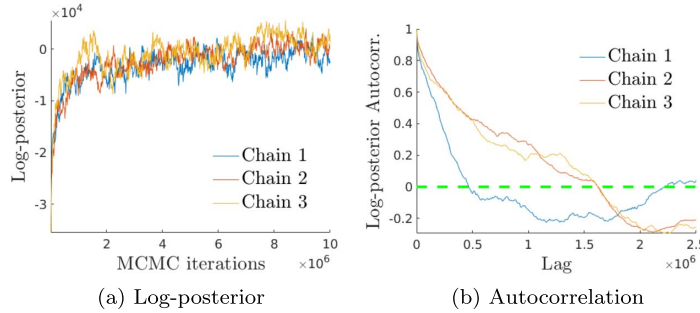 ×10⁴
0
-1
-2
-3
Log-posterior
Chain 1
Chain 2
Chain 3
2
4
6
8
10
MCMC iterations
×10⁶
(a) Log-posterior
1
0.8
0.6
0.4
0.2
0
-0.2
Log-posterior Autocorr.
Chain 1
Chain 2
Chain 3
0
0.5
1
1.5
2
2.5
Lag
×10⁶
(b) Autocorrelation